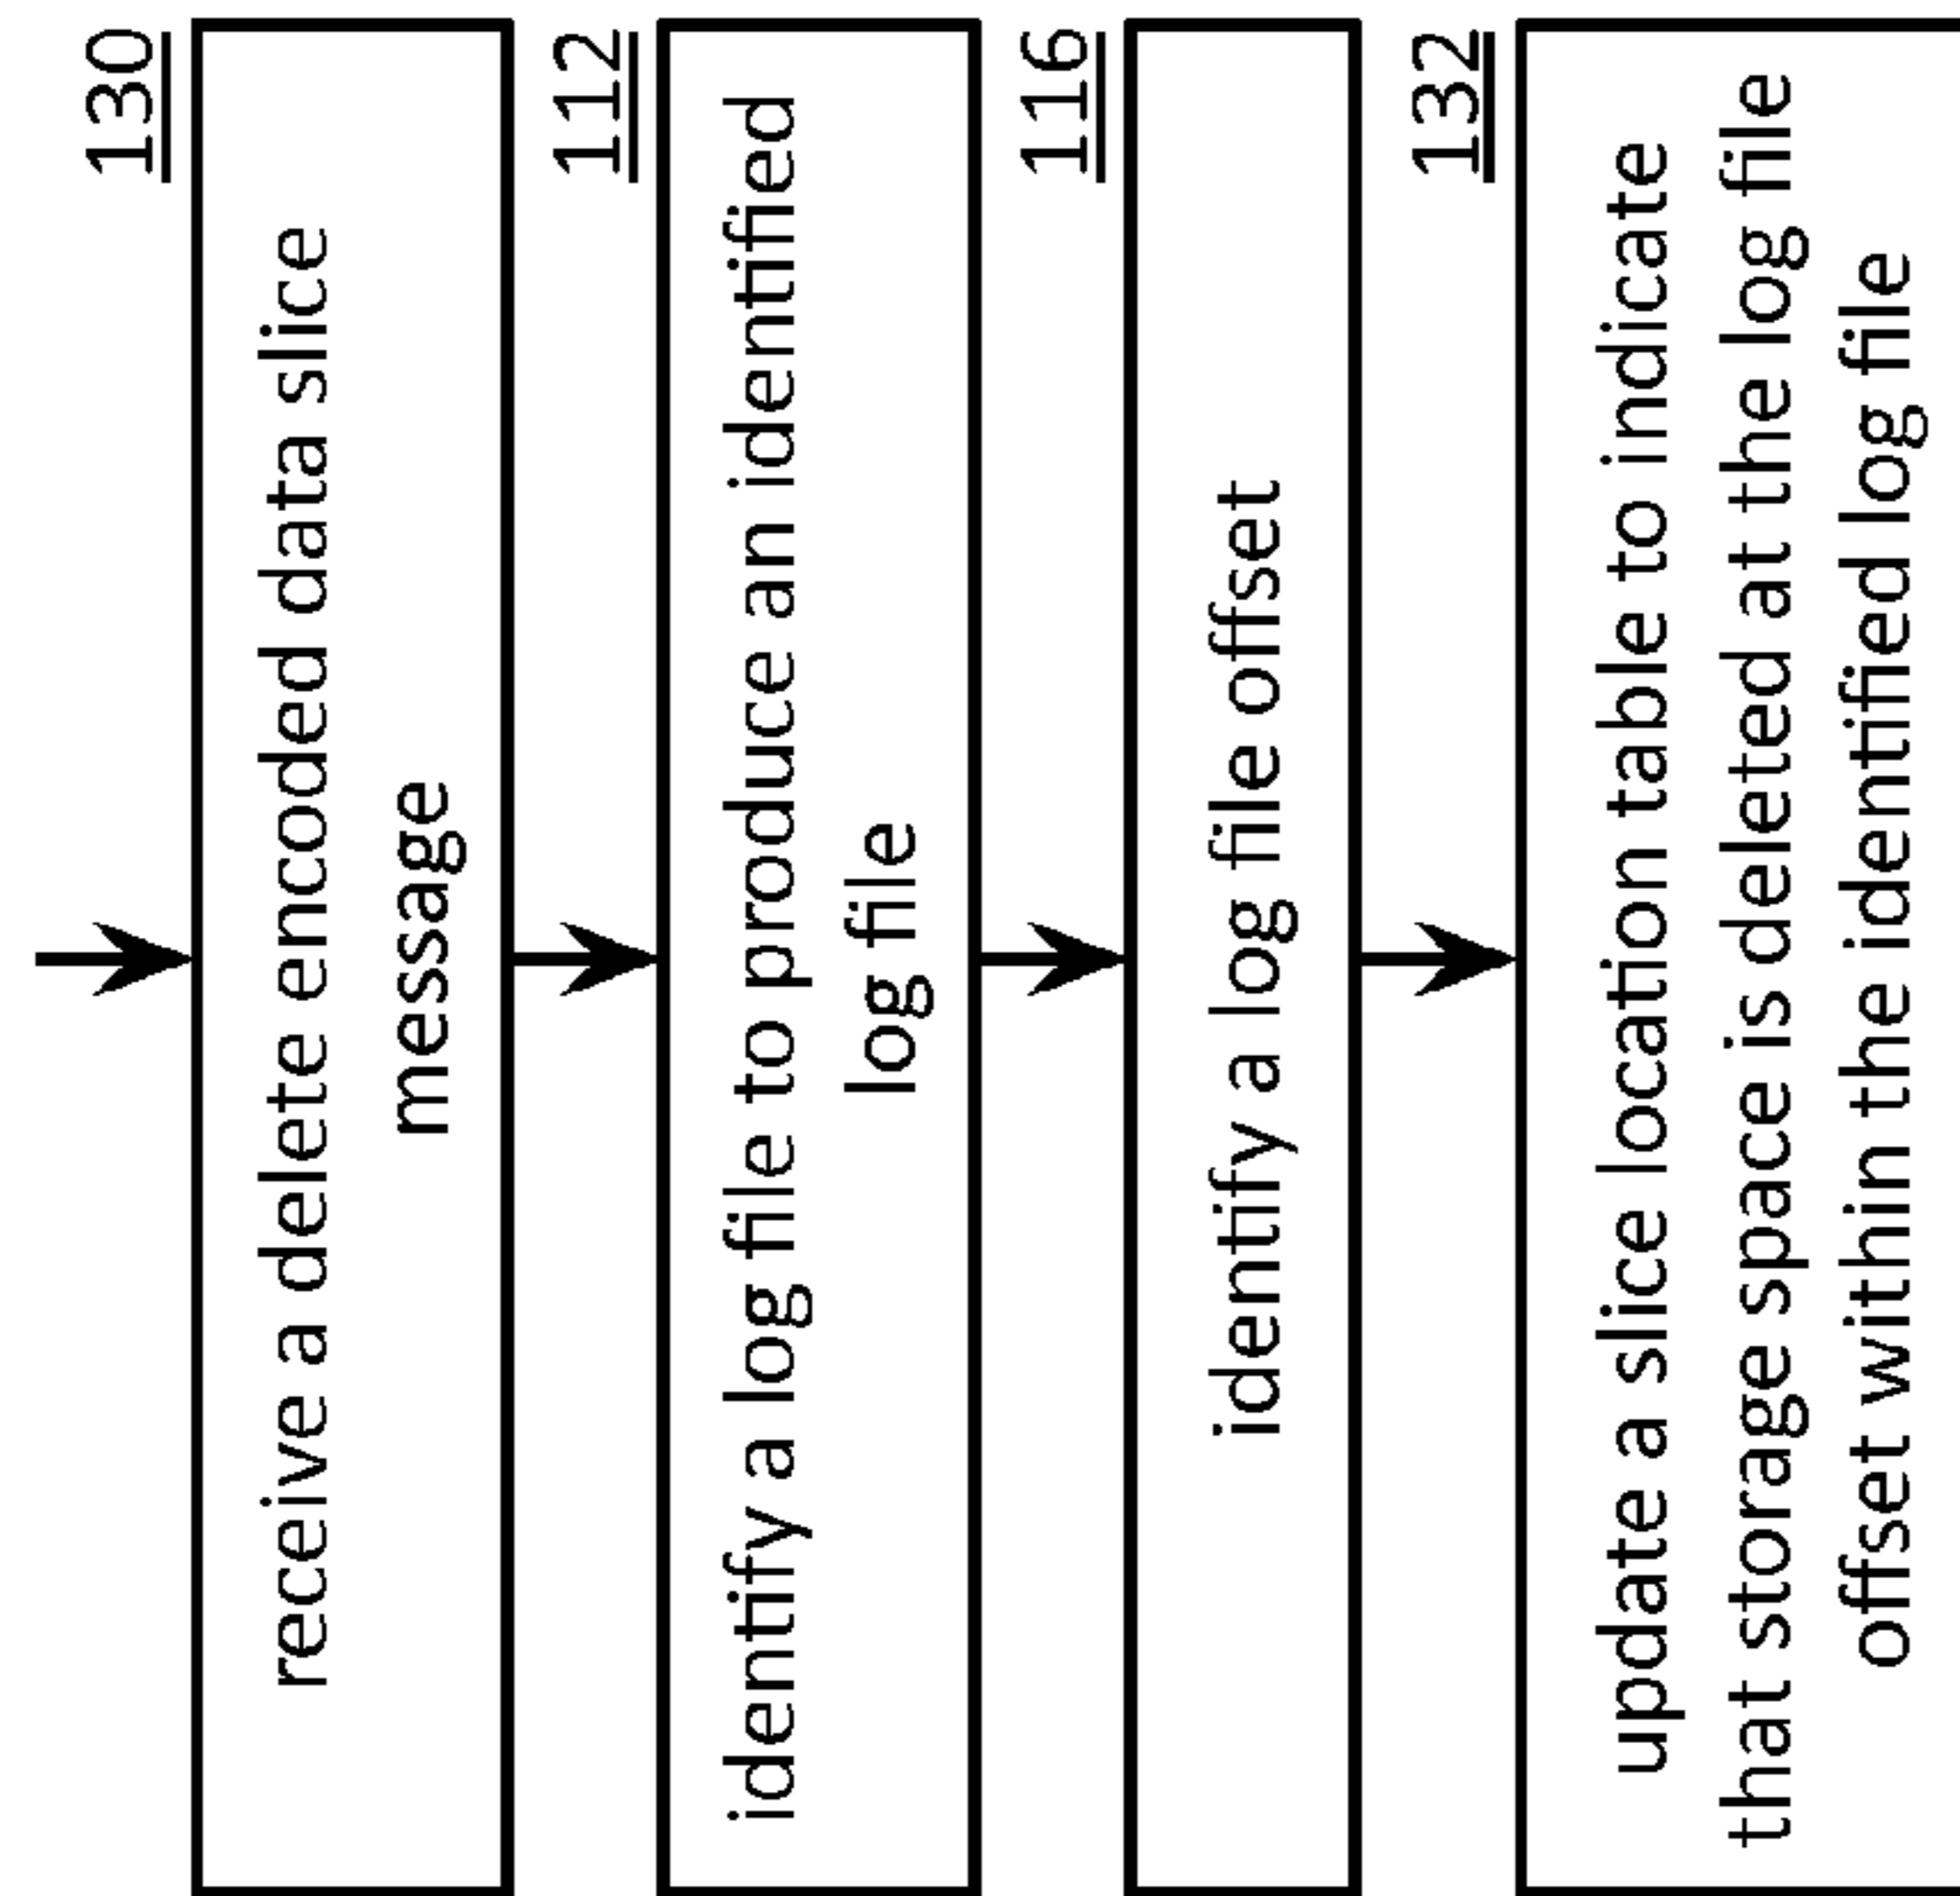 130
receive a delete encoded data slice
message
112
identify a log file to produce an identified
log file
116
identify a log file offset
132
update a slice location table to indicate
that storage space is deleted at the log file
offset within the identified log file